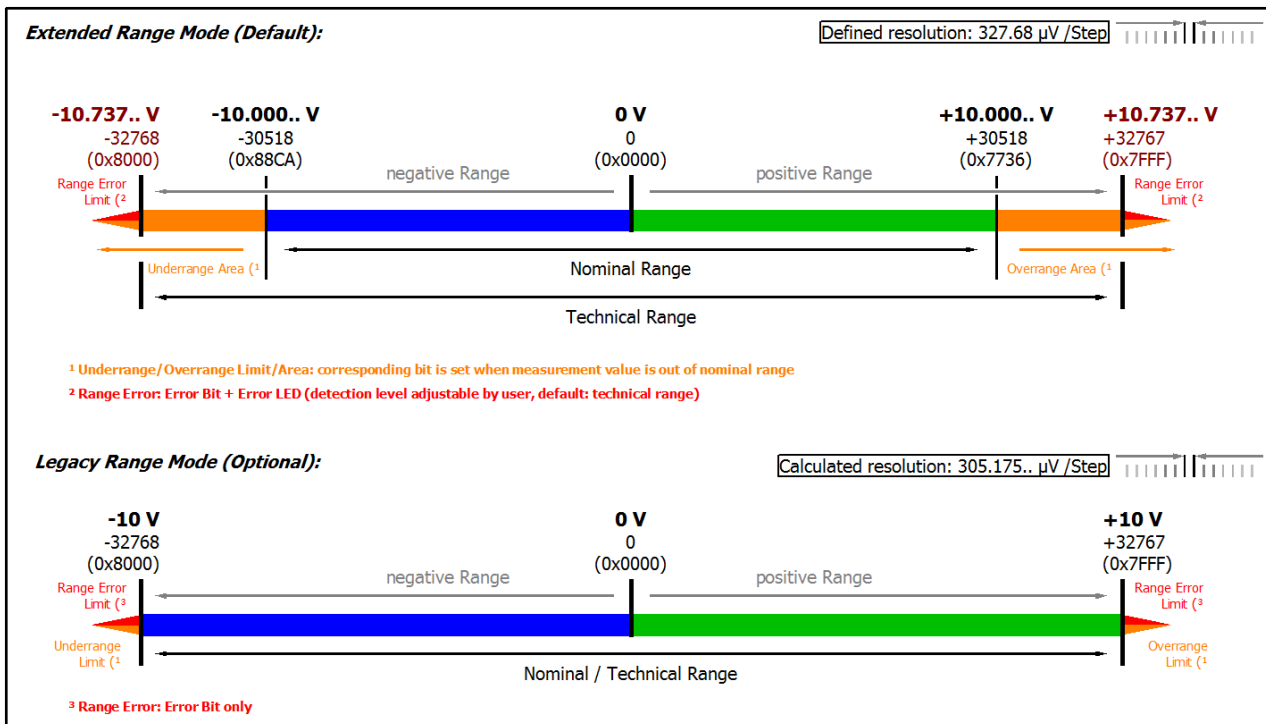 Extended Range Mode (Default):
Defined resolution: 327.68 µV /Step
-10.737.. V
-10.000.. V
0 V
+10.000.. V
+10.737.. V
-32768
-30518
0
+30518
+32767
(0x8000)
(0x88CA)
(0x0000)
(0x7736)
(0x7FFF)
negative Range
positive Range
Range Error
Limit (²
Range Error
Limit (²
Underrange Area (¹
Nominal Range
Overrange Area (¹
Technical Range
¹ Underrange/Overrange Limit/Area: corresponding bit is set when measurement value is out of nominal range
² Range Error: Error Bit + Error LED (detection level adjustable by user, default: technical range)
Legacy Range Mode (Optional):
Calculated resolution: 305.175.. µV /Step
-10 V
0 V
+10 V
-32768
0
+32767
(0x8000)
(0x0000)
(0x7FFF)
negative Range
positive Range
Range Error
Limit (³
Range Error
Limit (³
Underrange
Limit (¹
Overrange
Limit (¹
Nominal / Technical Range
³ Range Error: Error Bit only